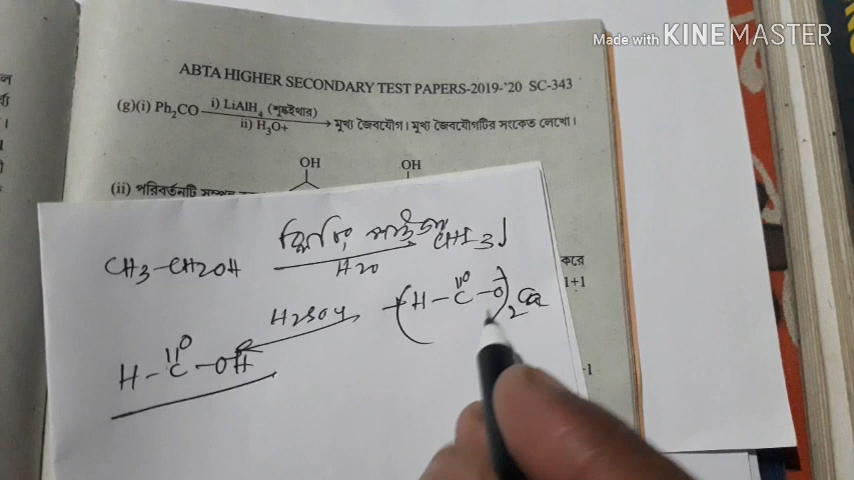 Made with KINEMASTER
ABTA HIGHER SECONDARY TEST PAPERS-2019-'20 SC-343
(g)(i) Ph₂CO i) LiAlH₄ (শুষ্কইথার) ii) H₃O+ → মুখ্য জৈবযৌগ। মুখ্য জৈবযৌগটির সংকেত লেখো।
OH OH
(ii) পরিবর্তনটি
করে
1+1
CH3-CH2OH ব্লিচিং পাউডার H2O CHI3↓
+(H-C-O)2Ca
O
H2SO4
H-C-OH
O
-1